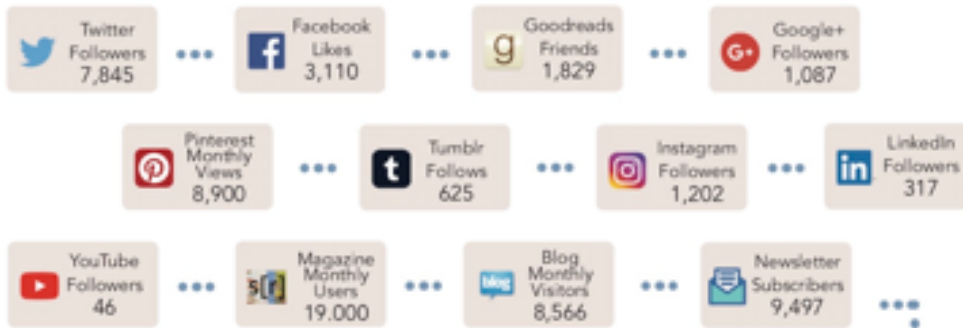 Twitter
Followers
7,845
Facebook
Likes
3,110
g
Goodreads
Friends
1,829
G+
Google+
Followers
1,087
Pinterest
Monthly
Views
8,900
t
Tumblr
Follows
625
Instagram
Followers
1,202
in
LinkedIn
Followers
317
YouTube
Followers
46
Magazine
Monthly
Users
19.000
blog
Blog
Monthly
Visitors
8,566
Newsletter
Subscribers
9,497